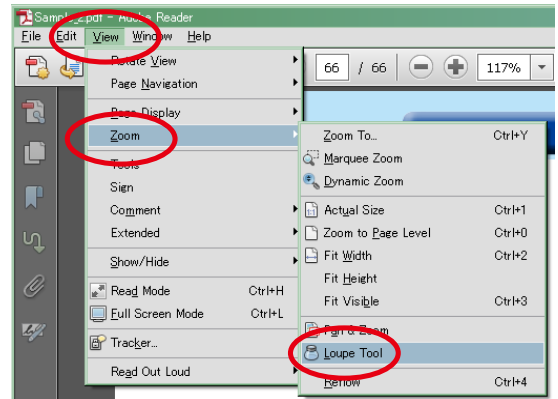 Sample_2.pdf - Adobe Reader
File Edit View Window Help
66 / 66 117%
Rotate View
Page Navigation
Page Display
Zoom
Tools
Sign
Comment
Extended
Show/Hide
Read Mode Ctrl+H
Full Screen Mode Ctrl+L
Tracker...
Read Out Loud
Zoom To... Ctrl+Y
Marquee Zoom
Dynamic Zoom
Actual Size Ctrl+1
Zoom to Page Level Ctrl+0
Fit Width Ctrl+2
Fit Height
Fit Visible Ctrl+3
Pan & Zoom
Loupe Tool
Reflow Ctrl+4